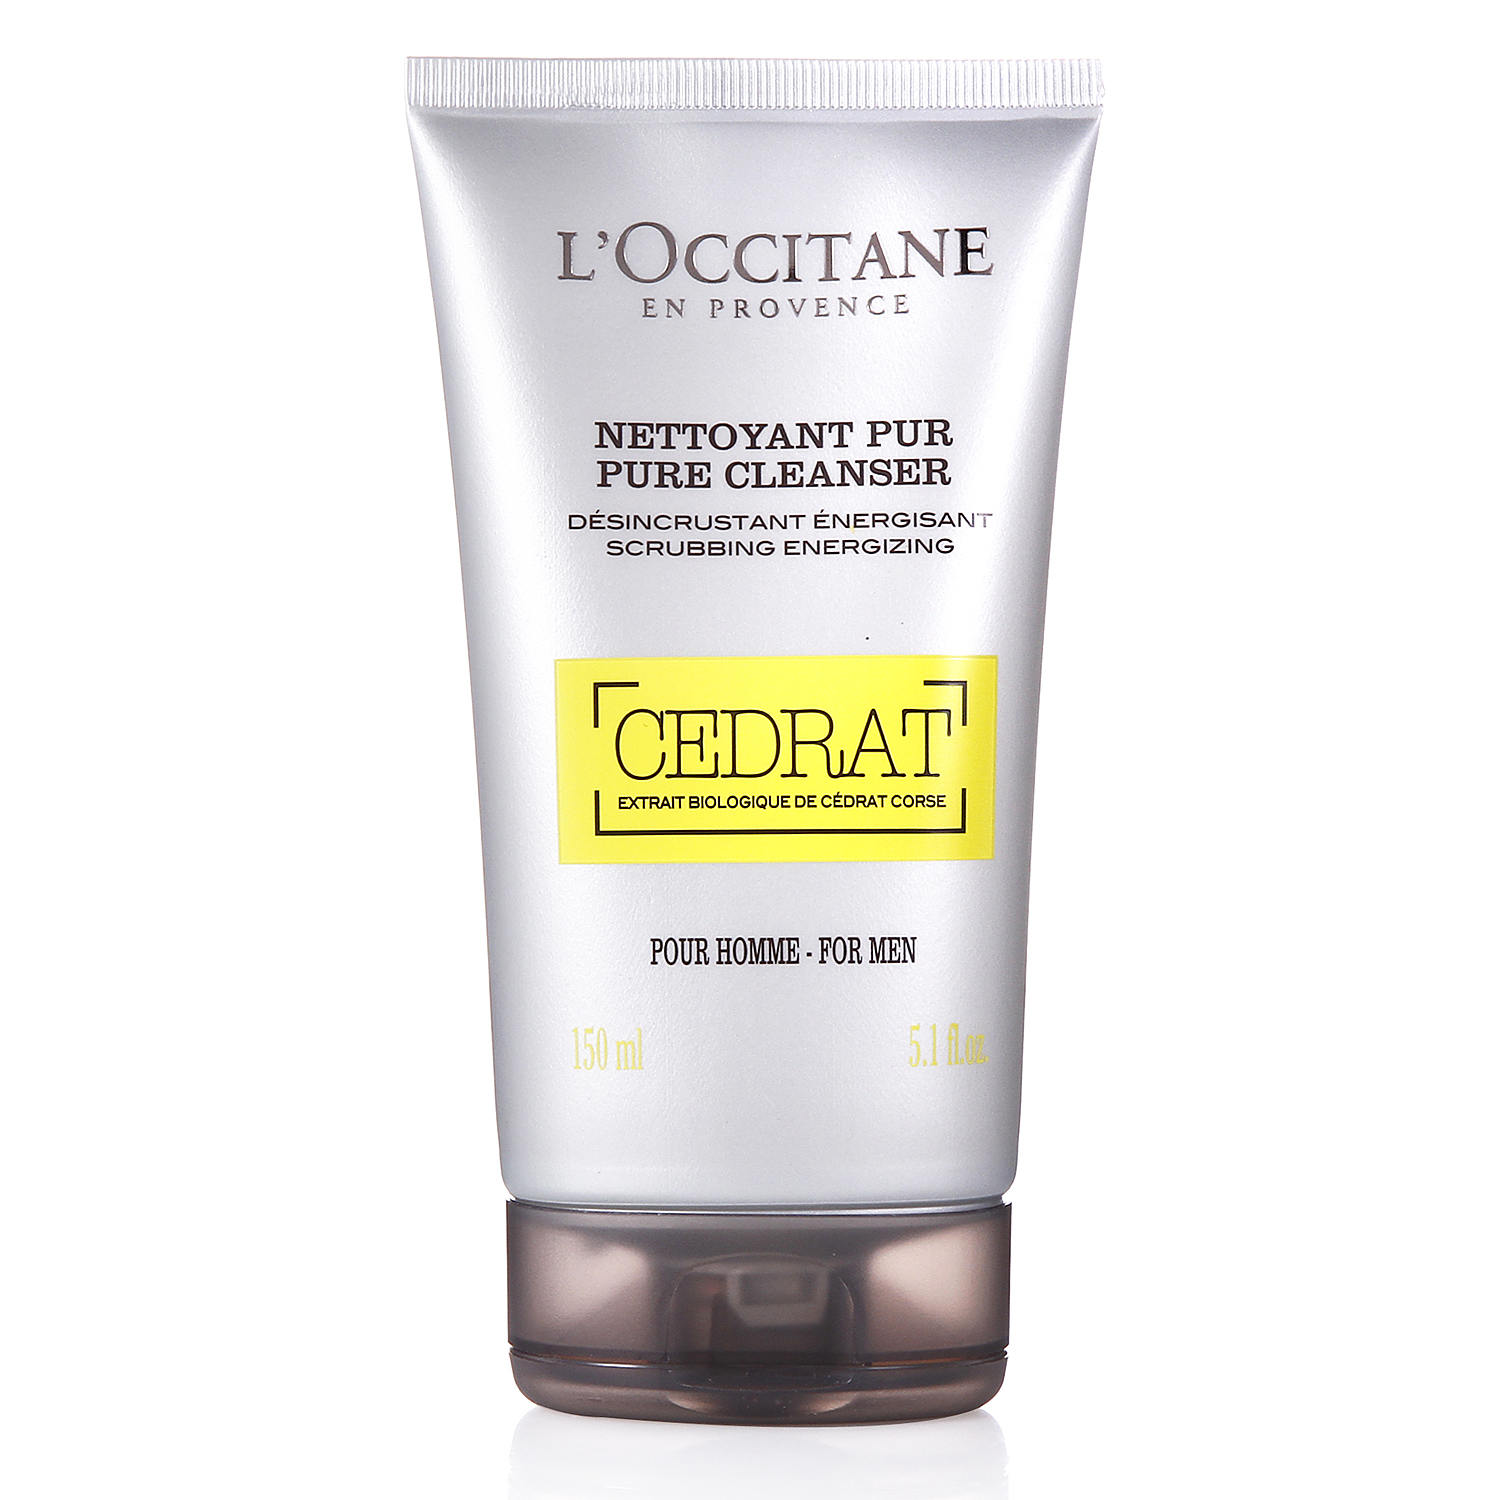 L'OCCITANE
EN PROVENCE
NETTOYANT PUR
PURE CLEANSER
DÉSINCRUSTANT ÉNERGISANT
SCRUBBING ENERGIZING
CEDRAT
EXTRAIT BIOLOGIQUE DE CÉDRAT CORSE
POUR HOMME - FOR MEN
150 ml 5.1 fl.oz.